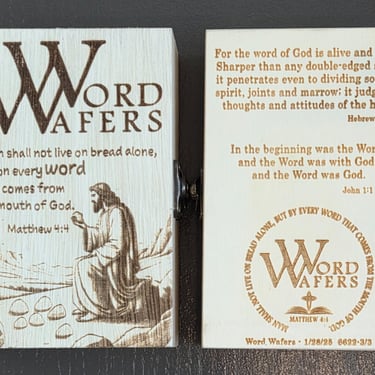 WORD
WAFERS
shall not live on bread alone,
on every word
comes from
mouth of God.
Matthew 4:4
For the word of God is alive and
Sharper than any double-edged
it penetrates even to dividing
spirit, joints and marrow; it
thoughts and attitudes of the
In the beginning was the Word
and the Word was with God
and the Word was God.
John 1:1
MAN SHALL NOT LIVE ON BREAD ALONE, BUT BY EVERY WORD THAT COMES FROM THE MOUTH OF GOD.
WORD
WAFERS
MATTHEW 4:4
Word Wafers • 1/28/25 6622-3/3